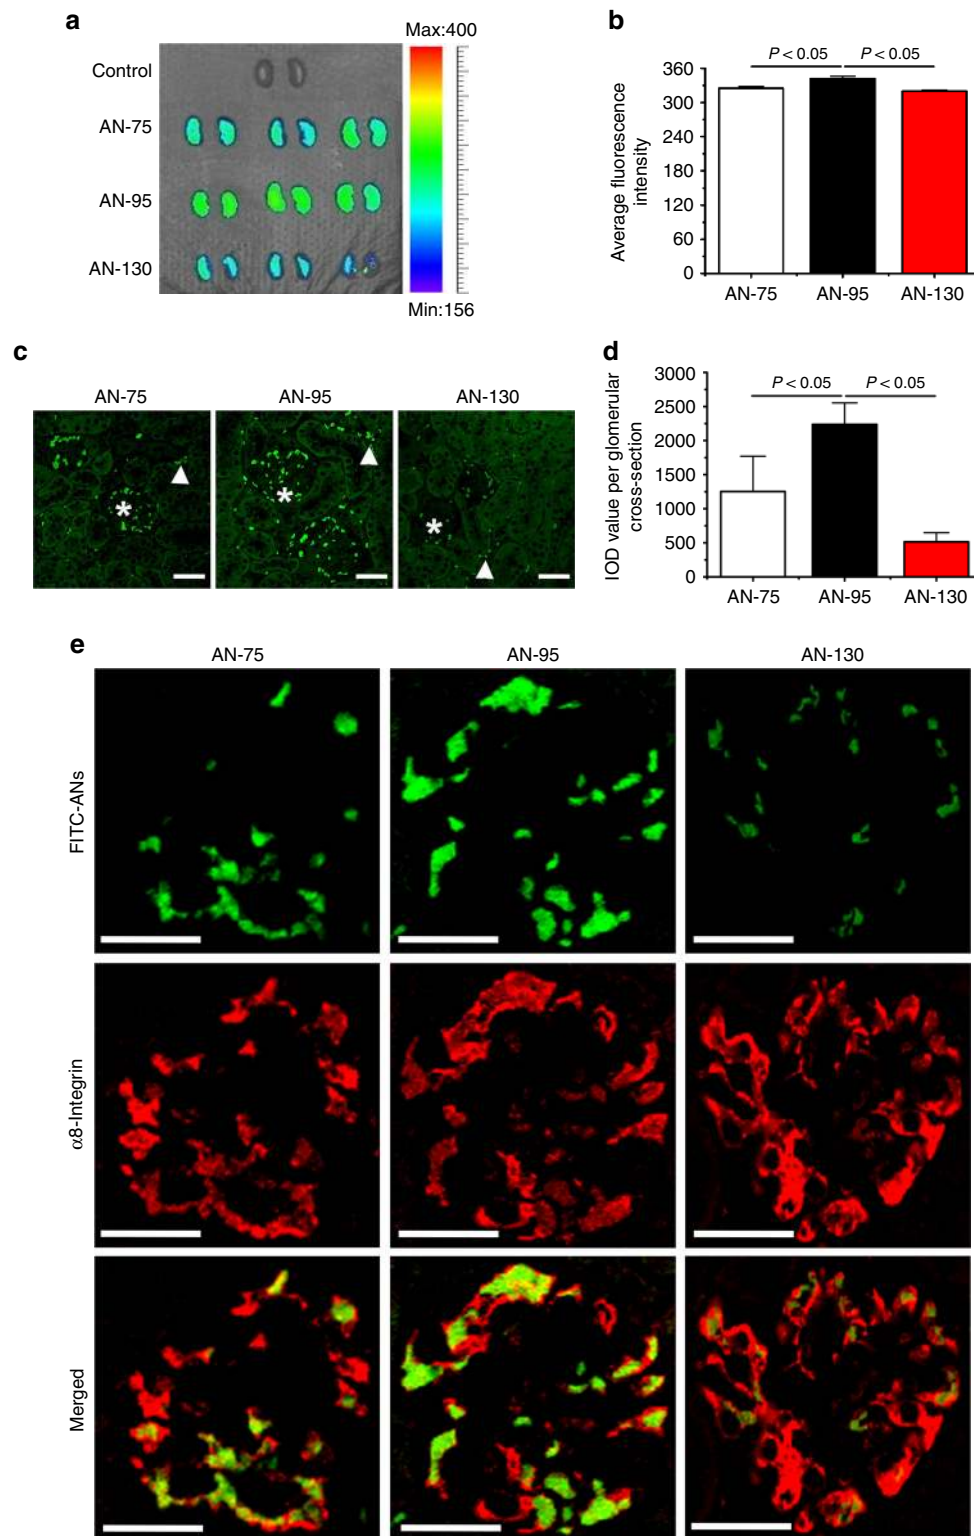 a
Max:400
Control
AN-75
AN-95
AN-130
Min:156
b
P < 0.05 P < 0.05
360
300
240
180
120
60
0
Average fluorescence
intensity
AN-75 AN-95 AN-130
c
AN-75 AN-95 AN-130
*
*
*
d
P < 0.05 P < 0.05
3000
2500
2000
1500
1000
500
0
IOD value per glomerular
cross-section
AN-75 AN-95 AN-130
e
AN-75 AN-95 AN-130
FITC-ANs
α8-Integrin
Merged